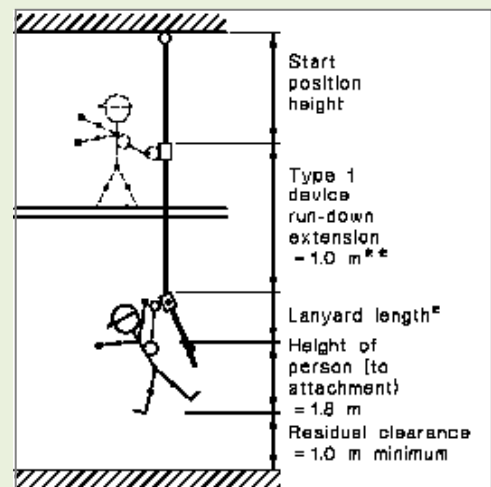 Start
position
height
Type 1
device
run-down
extension
= 1.0 m**
Lanyard length*
Height of
person (to
attachment)
= 1.8 m
Residual clearance
= 1.0 m minimum